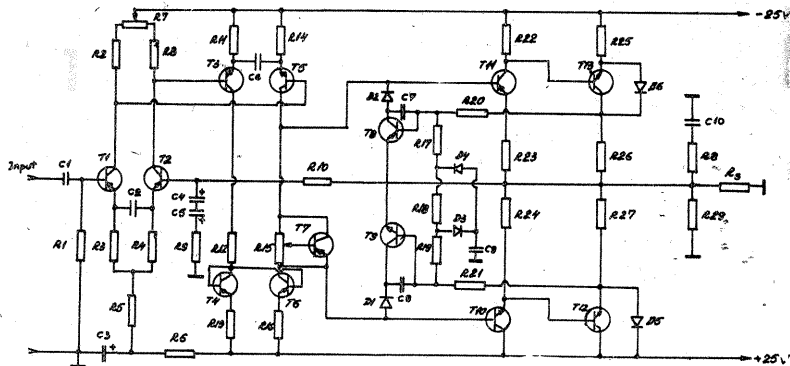 R7
-25v
R2
R8
R11
C6
R14
R22
R25
T3
T5
T11
T13
D2
C7
R20
D6
C10
T8
R17
Input
C1
T1
T2
D4
R23
R26
R8
R10
R3
C2
C4
C5
R18
R24
R27
R29
T7
T9
D3
R1
R3
R4
R9
R12
R15
R19
C9
T4
T6
C8
R21
D1
T10
T12
D5
R5
R13
R16
C3
R6
+25v